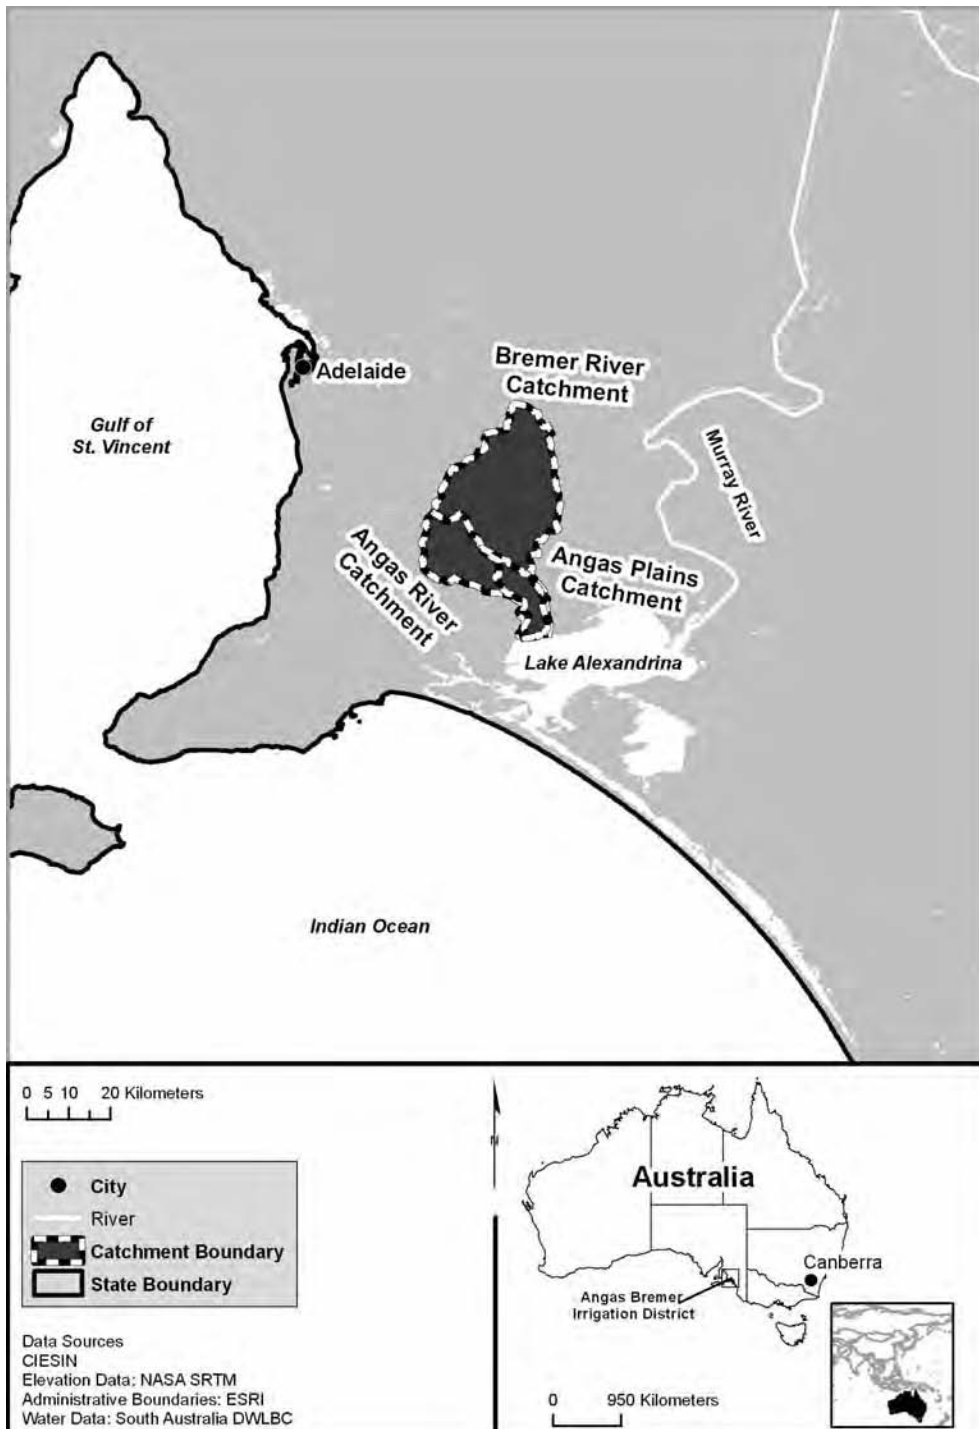 Adelaide
Bremer River
Catchment
Gulf of
St. Vincent
Murray River
Angas River
Catchment
Angas Plains
Catchment
Lake Alexandrina
Indian Ocean
0 5 10 20 Kilometers
City
River
Catchment Boundary
State Boundary
Data Sources
CIESIN
Elevation Data: NASA SRTM
Administrative Boundaries: ESRI
Water Data: South Australia DWLBC
N
Australia
Canberra
Angas Bremer
Irrigation District
0 950 Kilometers